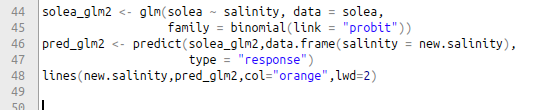 44 solea_glm2 <- glm(solea ~ salinity, data = solea,
45 family = binomial(link = "probit"))
46 pred_glm2 <- predict(solea_glm2,data.frame(salinity = new.salinity),
47 type = "response")
48 lines(new.salinity,pred_glm2,col="orange",lwd=2)
49
50